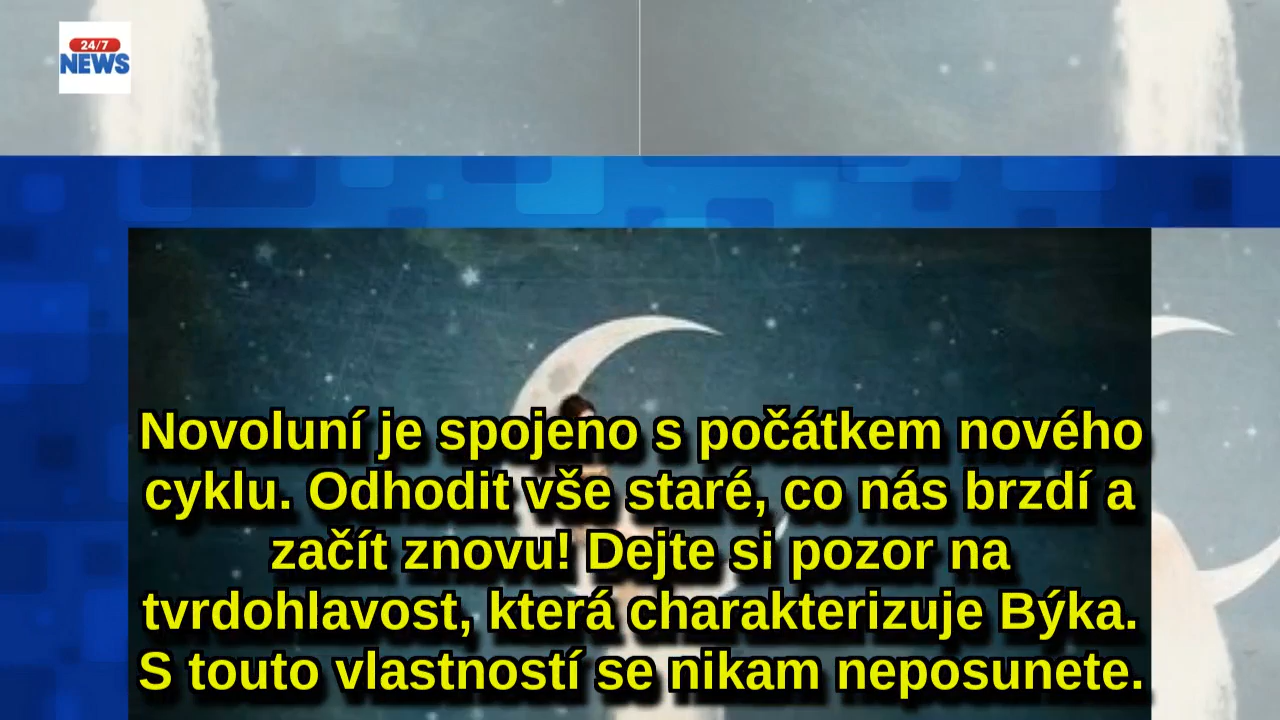 24/7
NEWS
Novoluní je spojeno s počátkem nového
cyklu. Odhodit vše staré, co nás brzdí a
začít znovu! Dejte si pozor na
tvrdohlavost, která charakterizuje Býka.
S touto vlastností se nikam neposunete.